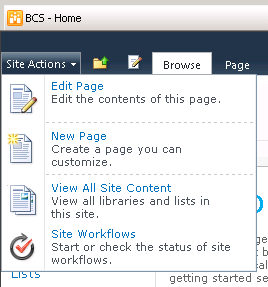 BCS - Home
Site Actions Browse Page
Edit Page
Edit the contents of this page.
New Page
Create a page you can
customize.
View All Site Content
View all libraries and lists in
this site.
Site Workflows
Start or check the status of site
workflows.
Lists
getting started